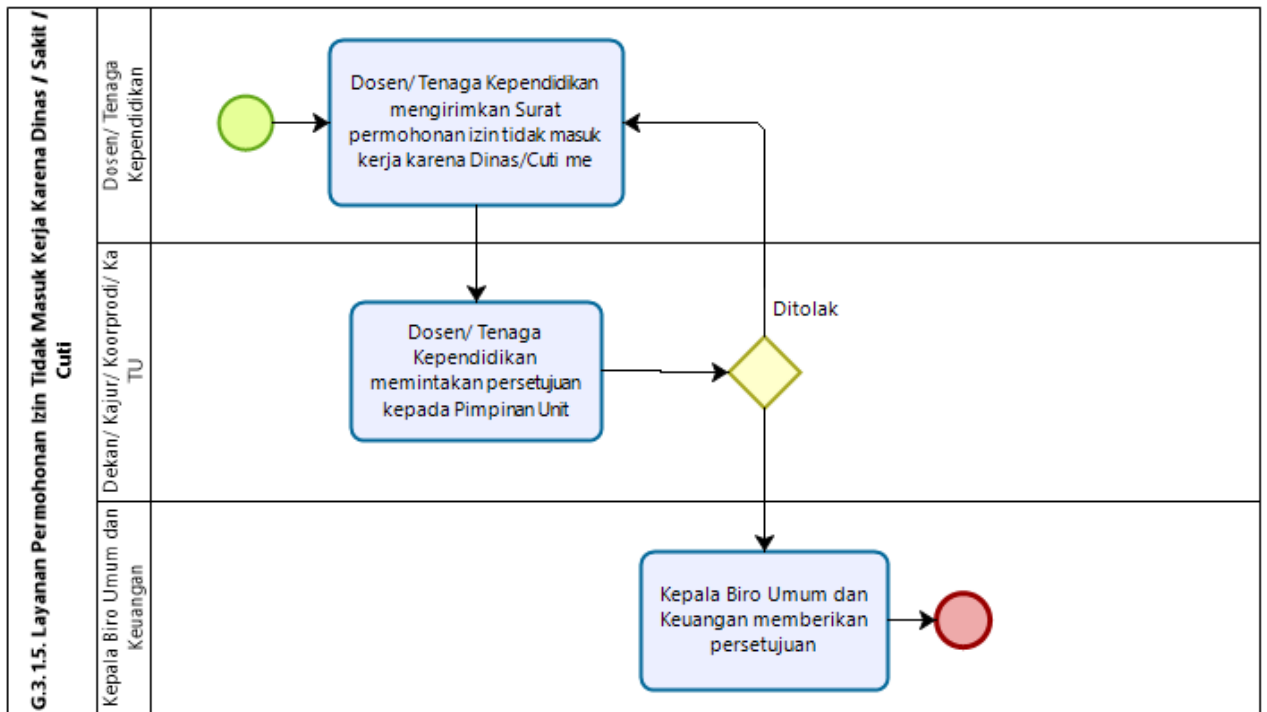 G.3.1.5. Layanan Permohonan Izin Tidak Masuk Kerja Karena Dinas / Sakit /
Cuti
Dosen/ Tenaga
Kependidikan
Dosen/ Tenaga Kependidikan
mengirimkan Surat
permohonan izin tidak masuk
kerja karena Dinas/Cuti me
Dekan/ Kajur/ Koorprodi/ Ka
TU
Dosen/ Tenaga
Kependidikan
memintakan persetujuan
kepada Pimpinan Unit
Ditolak
Kepala Biro Umum dan
Keuangan
Kepala Biro Umum dan
Keuangan memberikan
persetujuan